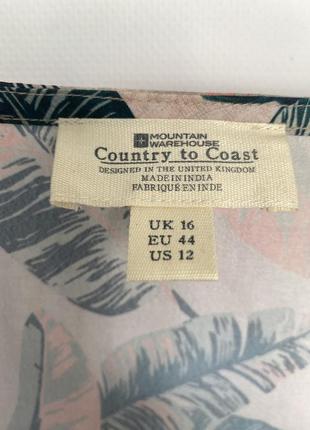 MOUNTAIN
WAREHOUSE
Country to Coast
DESIGNED IN THE UNITED KINGDOM
MADE IN INDIA
FABRIQUE EN INDE
UK 16
EU 44
US 12